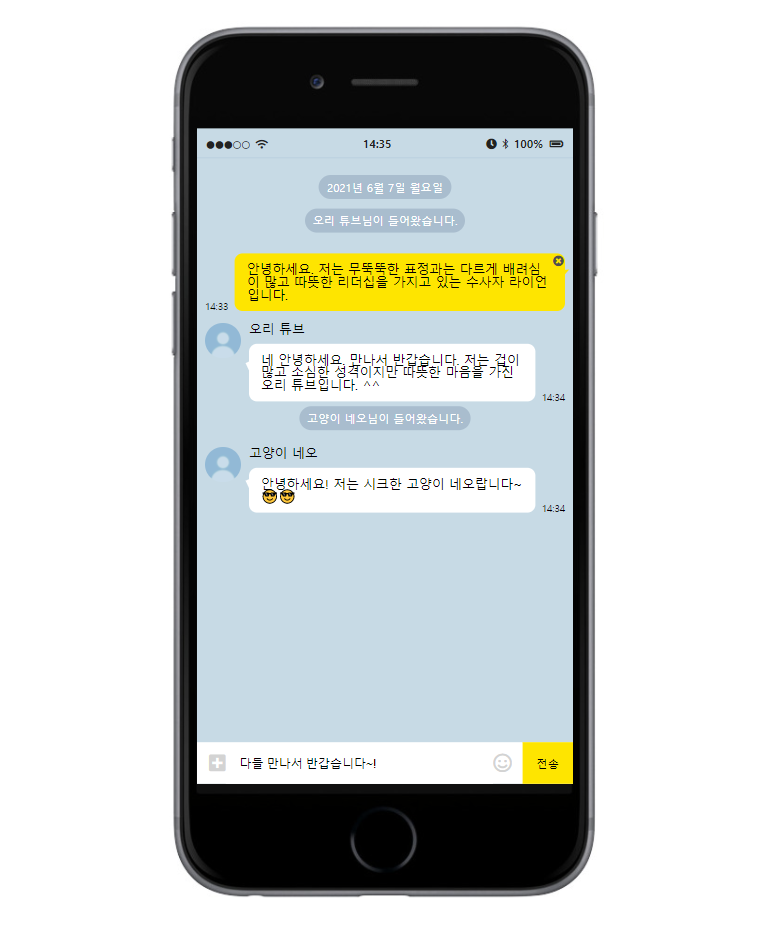 14:35
100%
2021년 6월 7일 월요일
오리 튜브님이 들어왔습니다.
안녕하세요. 저는 무뚝뚝한 표정과는 다르게 배려심
이 많고 따뜻한 리더십을 가지고 있는 수사자 라이언
입니다.
14:33
오리 튜브
네 안녕하세요. 만나서 반갑습니다. 저는 겁이
많고 소심한 성격이지만 따뜻한 마음을 가진
오리 튜브입니다. ^^
14:34
고양이 네오님이 들어왔습니다.
고양이 네오
안녕하세요! 저는 시크한 고양이 네오랍니다~
😎😎
14:34
다들 만나서 반갑습니다~!
전송